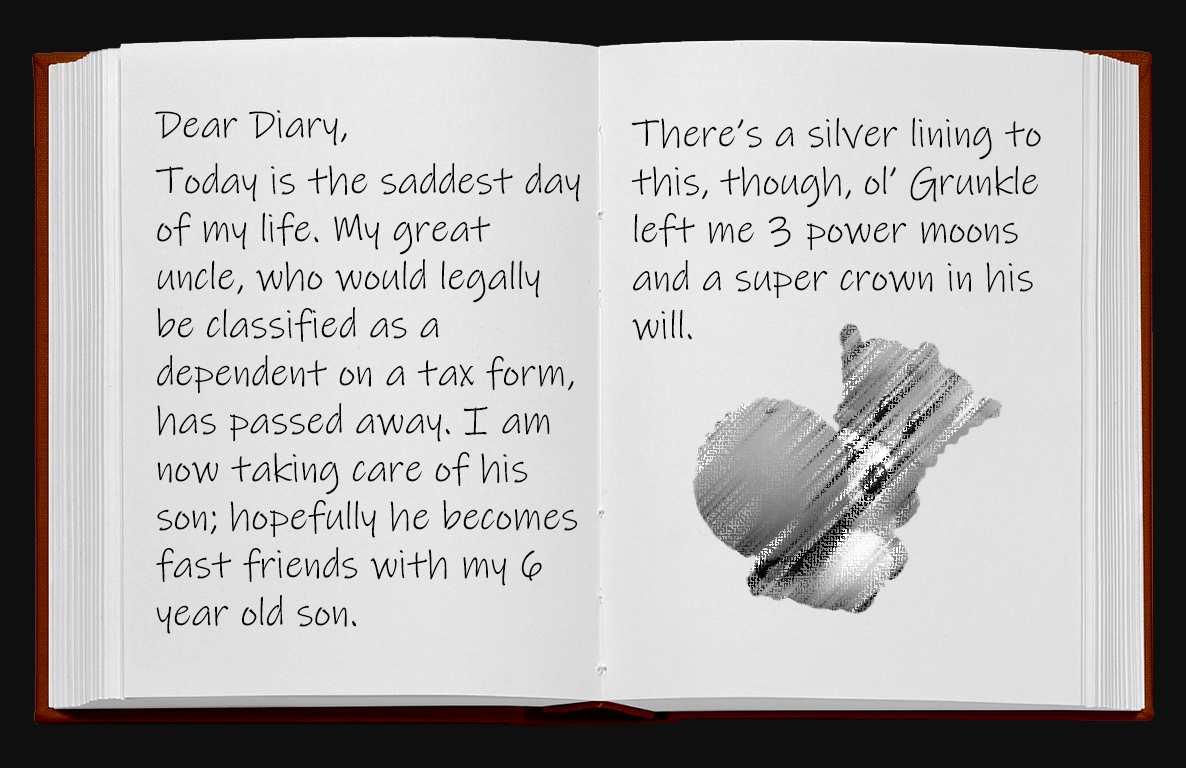 Dear Diary,
Today is the saddest day
of my life. My great
uncle, who would legally
be classified as a
dependent on a tax form,
has passed away. I am
now taking care of his
son; hopefully he becomes
fast friends with my 6
year old son.
There's a silver lining to
this, though, ol' Grunkle
left me 3 power moons
and a super crown in his
will.